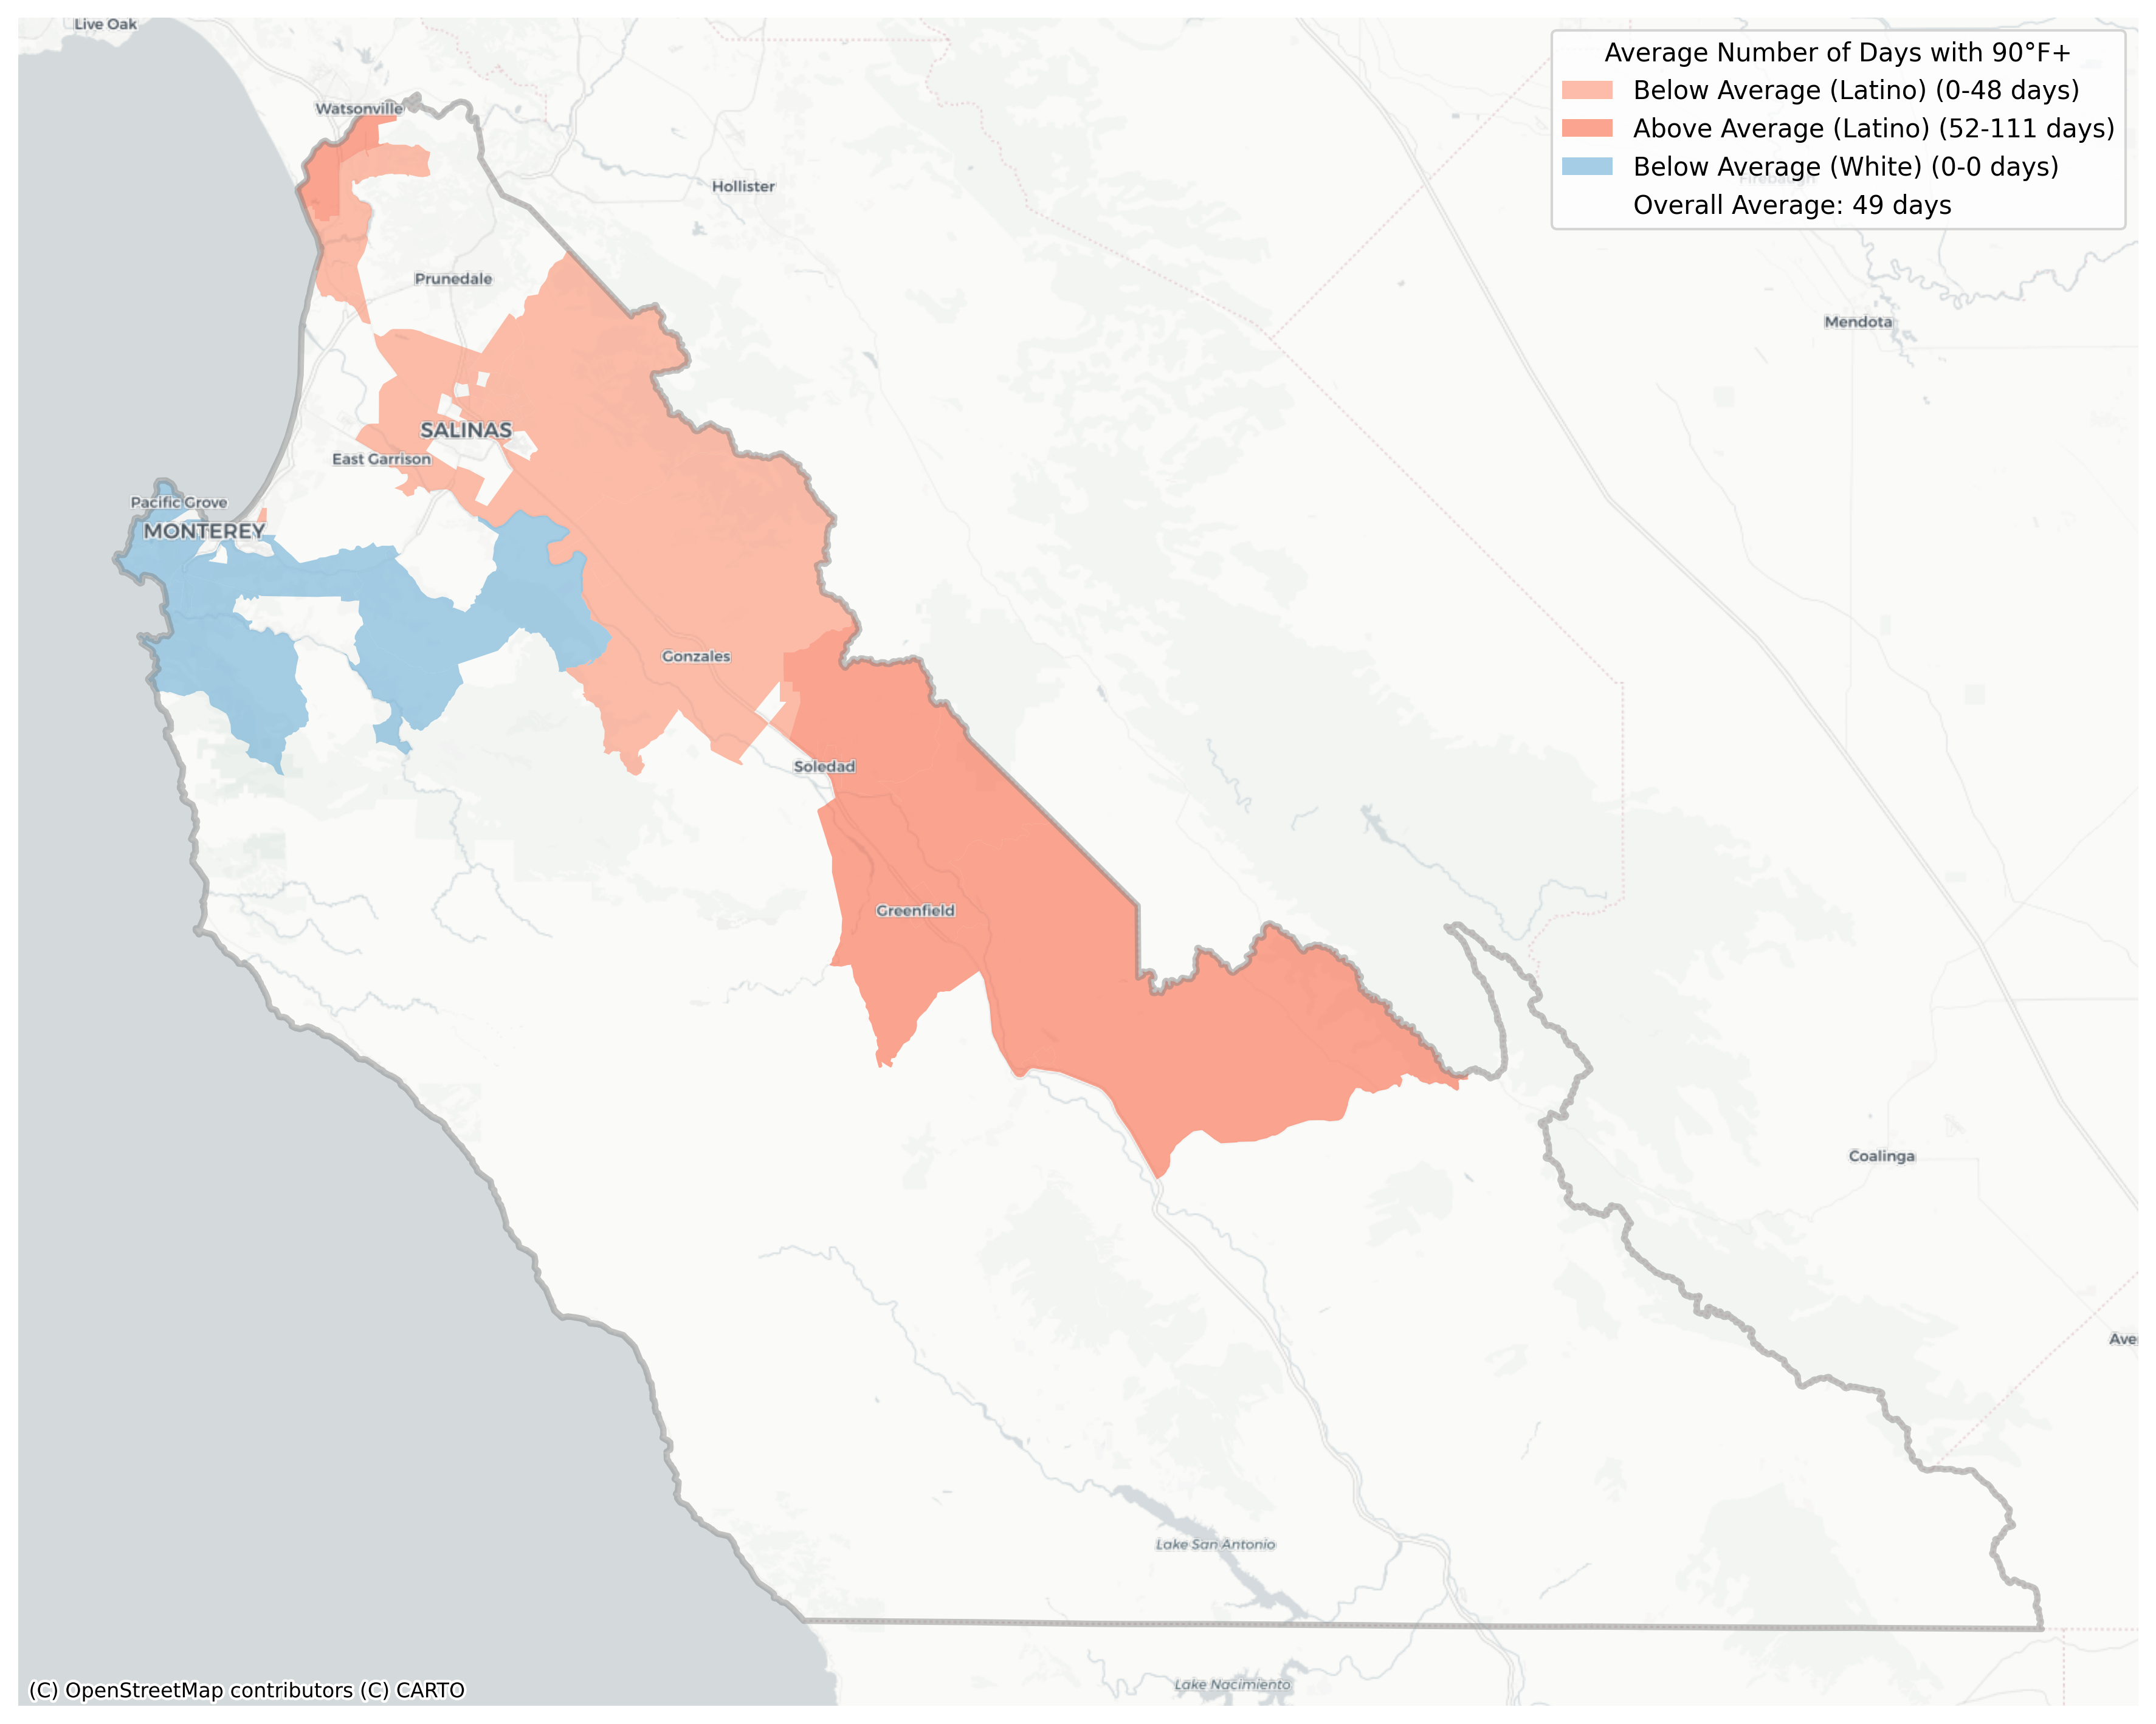 Live Oak
Average Number of Days with 90°F+
Below Average (Latino) (0-48 days)
Above Average (Latino) (52-111 days)
Below Average (White) (0-0 days)
Overall Average: 49 days
Watsonville
Hollister
Firebaugh
Prunedale
Mendota
SALINAS
East Garrison
Pacific Grove
MONTEREY
Gonzales
Soledad
Greenfield
Coalinga
Ave
Lake San Antonio
Lake Nacimiento
(C) OpenStreetMap contributors (C) CARTO